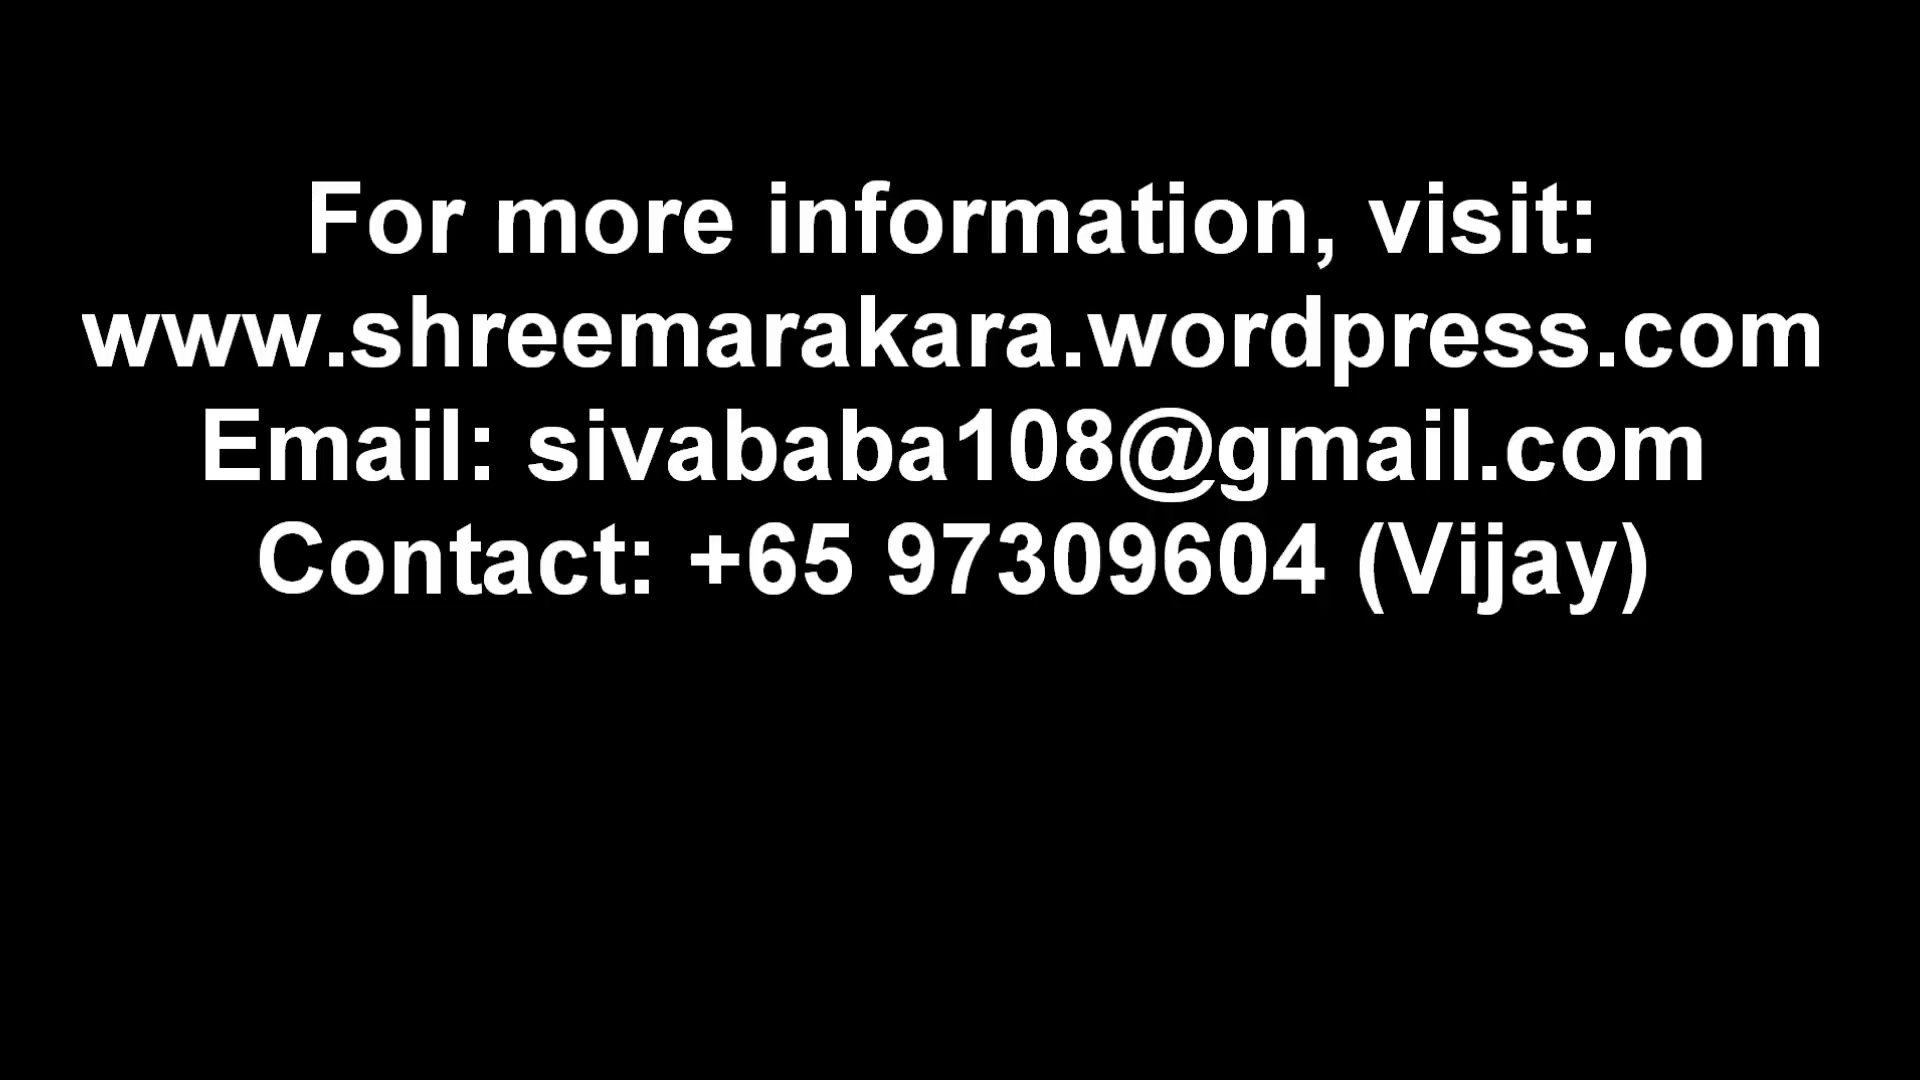 For more information, visit:
www.shreemarakara.wordpress.com
Email: sivababa108@gmail.com
Contact: +65 97309604 (Vijay)